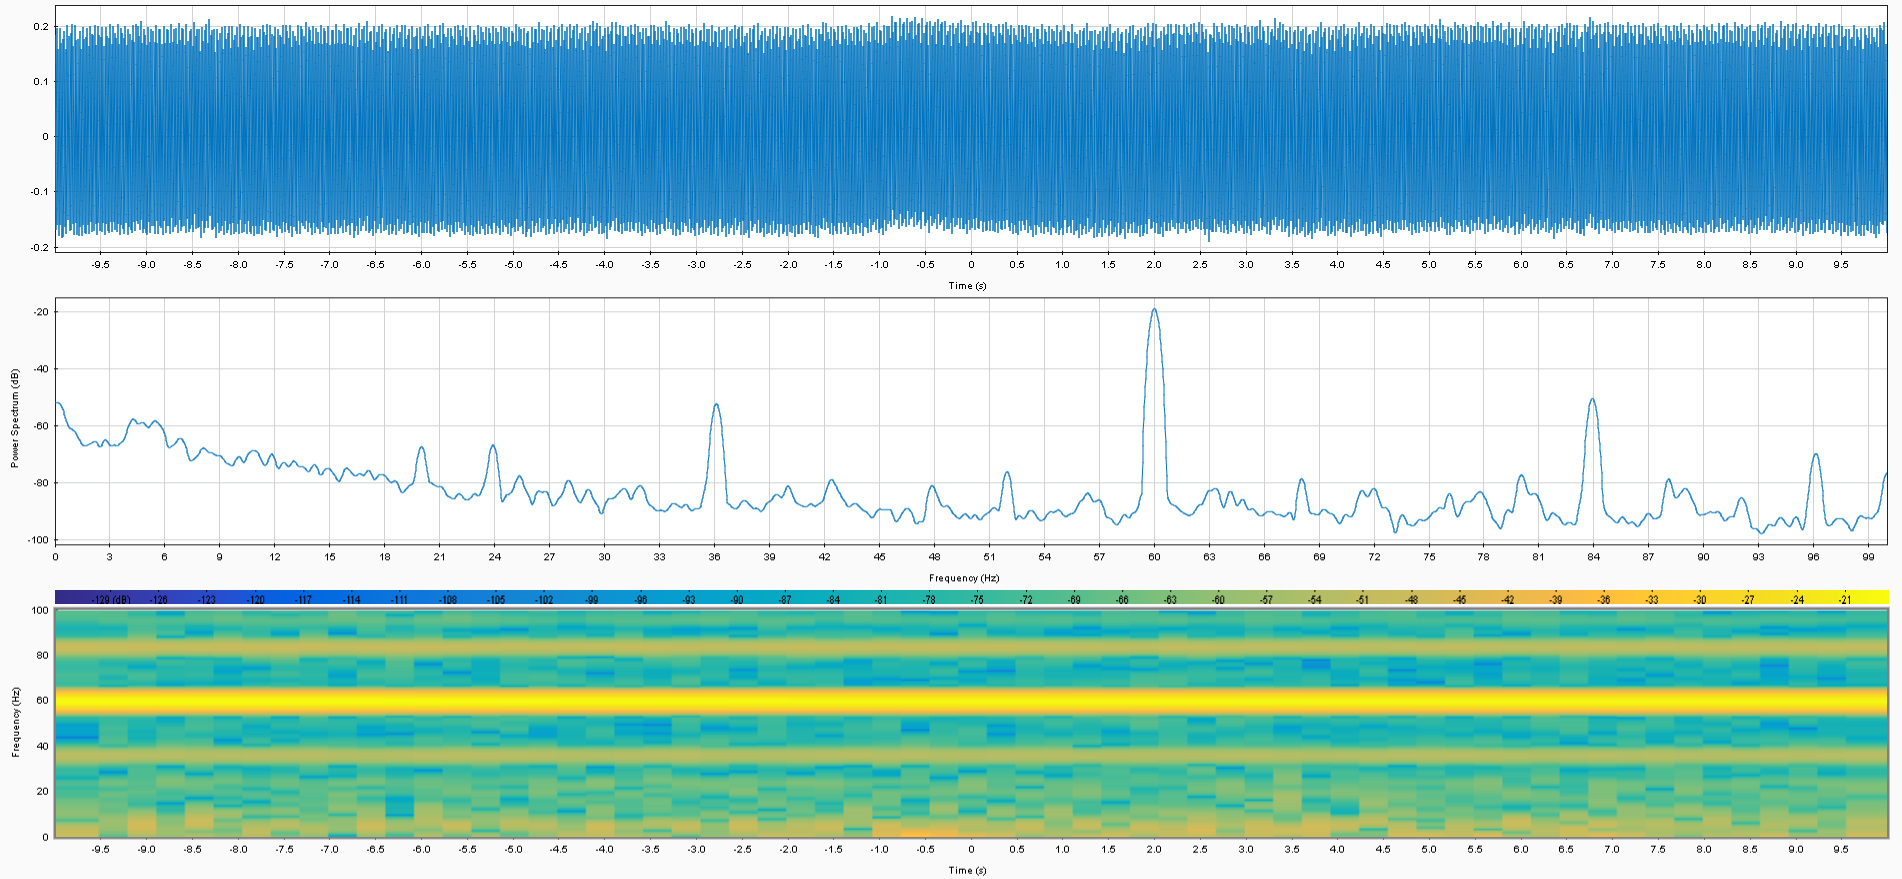 0.2
0.1
0
-0.1
-0.2
-9.5 -9.0 -8.5 -8.0 -7.5 -7.0 -6.5 -6.0 -5.5 -5.0 -4.5 -4.0 -3.5 -3.0 -2.5 -2.0 -1.5 -1.0 -0.5 0 0.5 1.0 1.5 2.0 2.5 3.0 3.5 4.0 4.5 5.0 5.5 6.0 6.5 7.0 7.5 8.0 8.5 9.0 9.5
Time (s)
Power Spectrum (dB)
-20
-40
-60
-80
-100
0 3 6 9 12 15 18 21 24 27 30 33 36 39 42 45 48 51 54 57 60 63 66 69 72 75 78 81 84 87 90 93 96 99
Frequency (Hz)
-129 (dB) -126 -123 -120 -117 -114 -111 -108 -105 -102 -99 -96 -93 -90 -87 -84 -81 -78 -75 -72 -69 -66 -63 -60 -57 -54 -51 -48 -45 -42 -39 -36 -33 -30 -27 -24 -21
Frequency (Hz)
100
80
60
40
20
0
-9.5 -9.0 -8.5 -8.0 -7.5 -7.0 -6.5 -6.0 -5.5 -5.0 -4.5 -4.0 -3.5 -3.0 -2.5 -2.0 -1.5 -1.0 -0.5 0 0.5 1.0 1.5 2.0 2.5 3.0 3.5 4.0 4.5 5.0 5.5 6.0 6.5 7.0 7.5 8.0 8.5 9.0 9.5
Time (s)